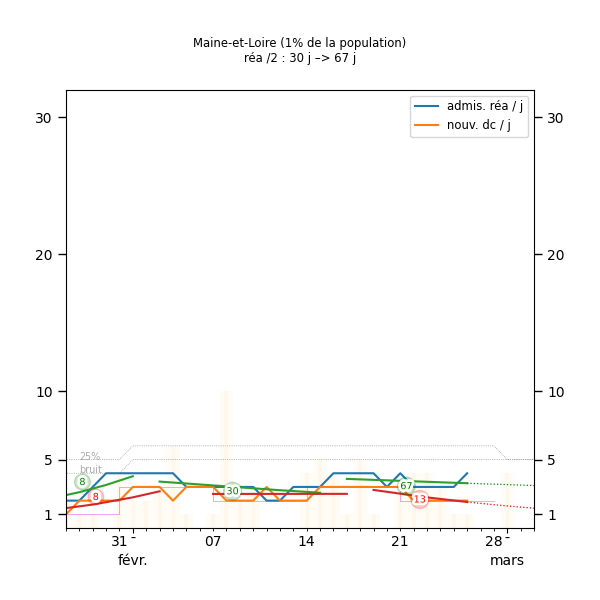 Maine-et-Loire (1% de la population)
réa /2 : 30 j –> 67 j
admis. réa / j
nouv. dc / j
30 30
20 20
10 10
5 5
1 1
25%
bruit
8
8
30
67
13
31 - 07 14 21 28 -
févr. mars